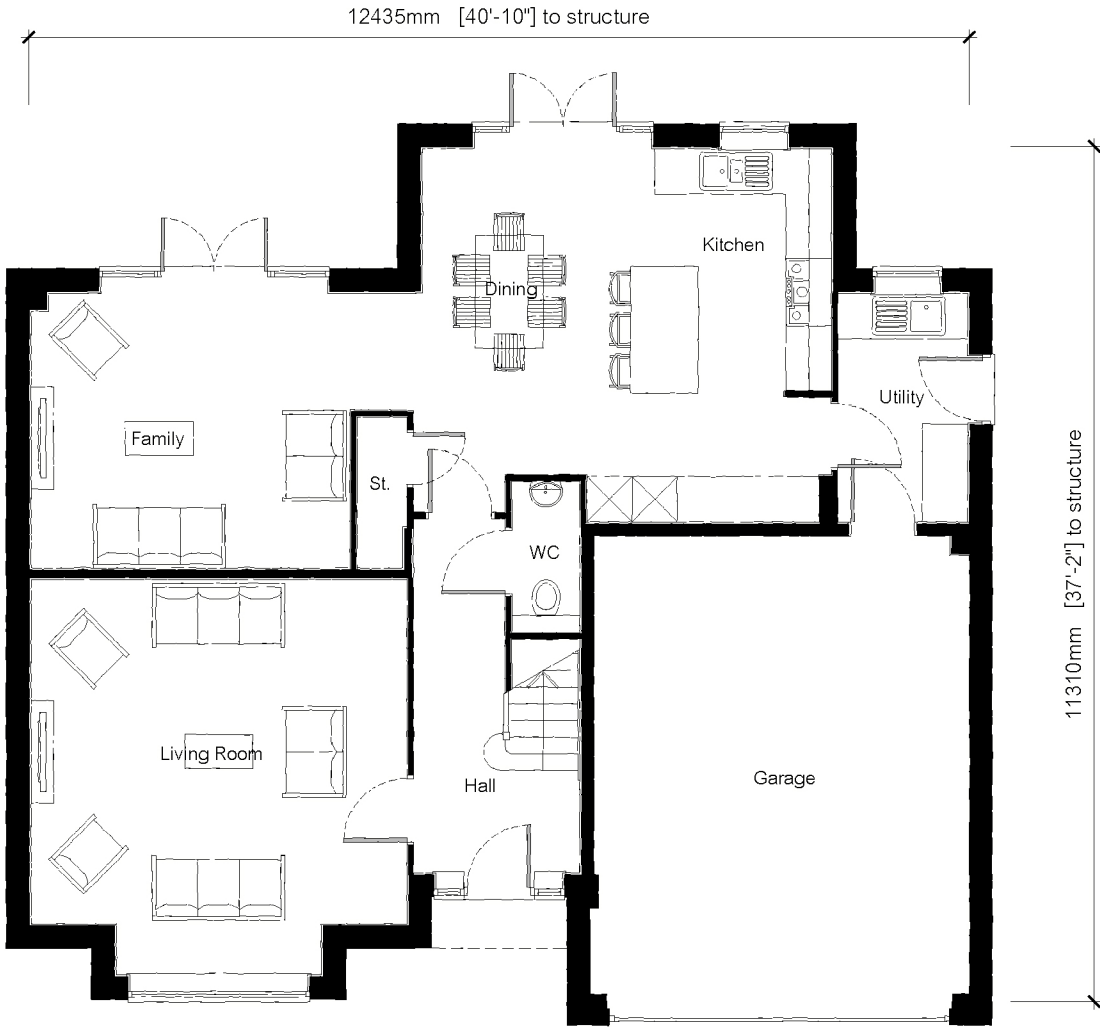 12435mm [40'-10"] to structure
Kitchen
Dining
Utility
Family
St.
WC
11310mm [37'-2"] to structure
Living Room
Hall
Garage